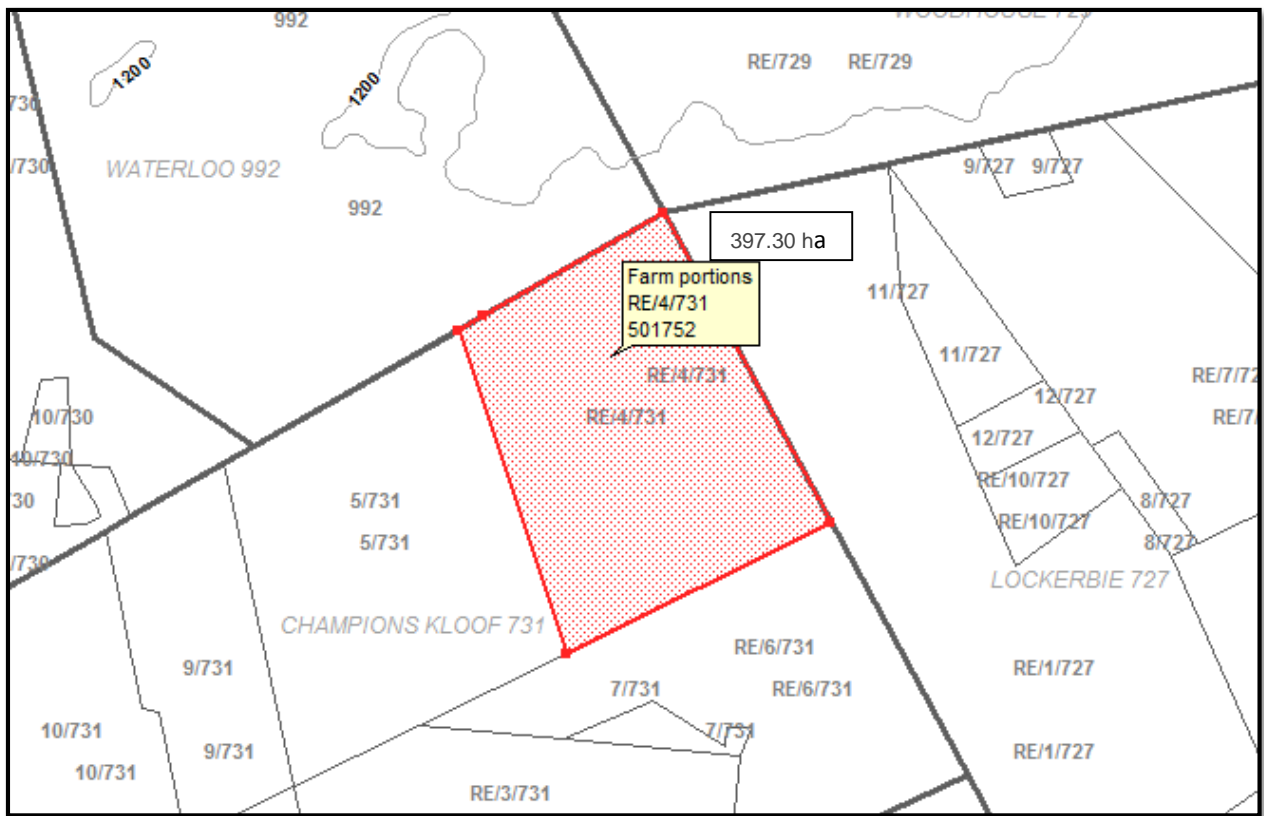 992
WOODHOUSE 729
RE/729 RE/729
1200
1200
730
/730
WATERLOO 992
992
9/727 9/727
397.30 ha
Farm portions
RE/4/731
501752
11/727
11/727
RE/4/731
RE/4/731
RE/7/72
RE/7/
12/727
12/727
10/730
10/730
30
/730
5/731
5/731
RE/10/727
RE/10/727
8/727
8/727
LOCKERBIE 727
CHAMPIONS KLOOF 731
RE/6/731
RE/6/731
9/731
9/731
7/731
7/731
RE/1/727
RE/1/727
10/731
10/731
RE/3/731